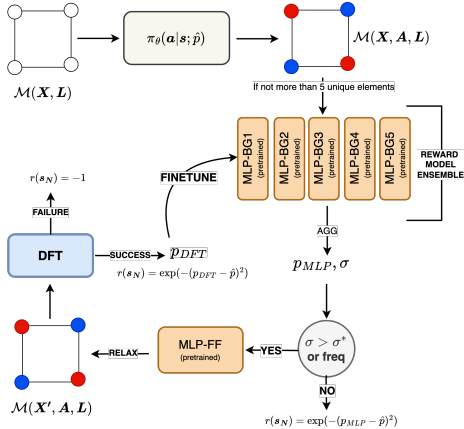 π_θ(a|s; p̂)
M(X, L)
M(X, A, L)
If not more than 5 unique elements
MLP-BG1
(pretrained)
MLP-BG2
(pretrained)
MLP-BG3
(pretrained)
MLP-BG4
(pretrained)
MLP-BG5
(pretrained)
REWARD
MODEL
ENSEMBLE
FINETUNE
r(s_N) = −1
FAILURE
AGG
DFT
SUCCESS
p_DFT
r(s_N) = exp(−(p_DFT − p̂)²)
p_MLP, σ
σ > σ*
or freq
YES
MLP-FF
(pretrained)
RELAX
NO
M(X′, A, L)
r(s_N) = exp(−(p_MLP − p̂)²)